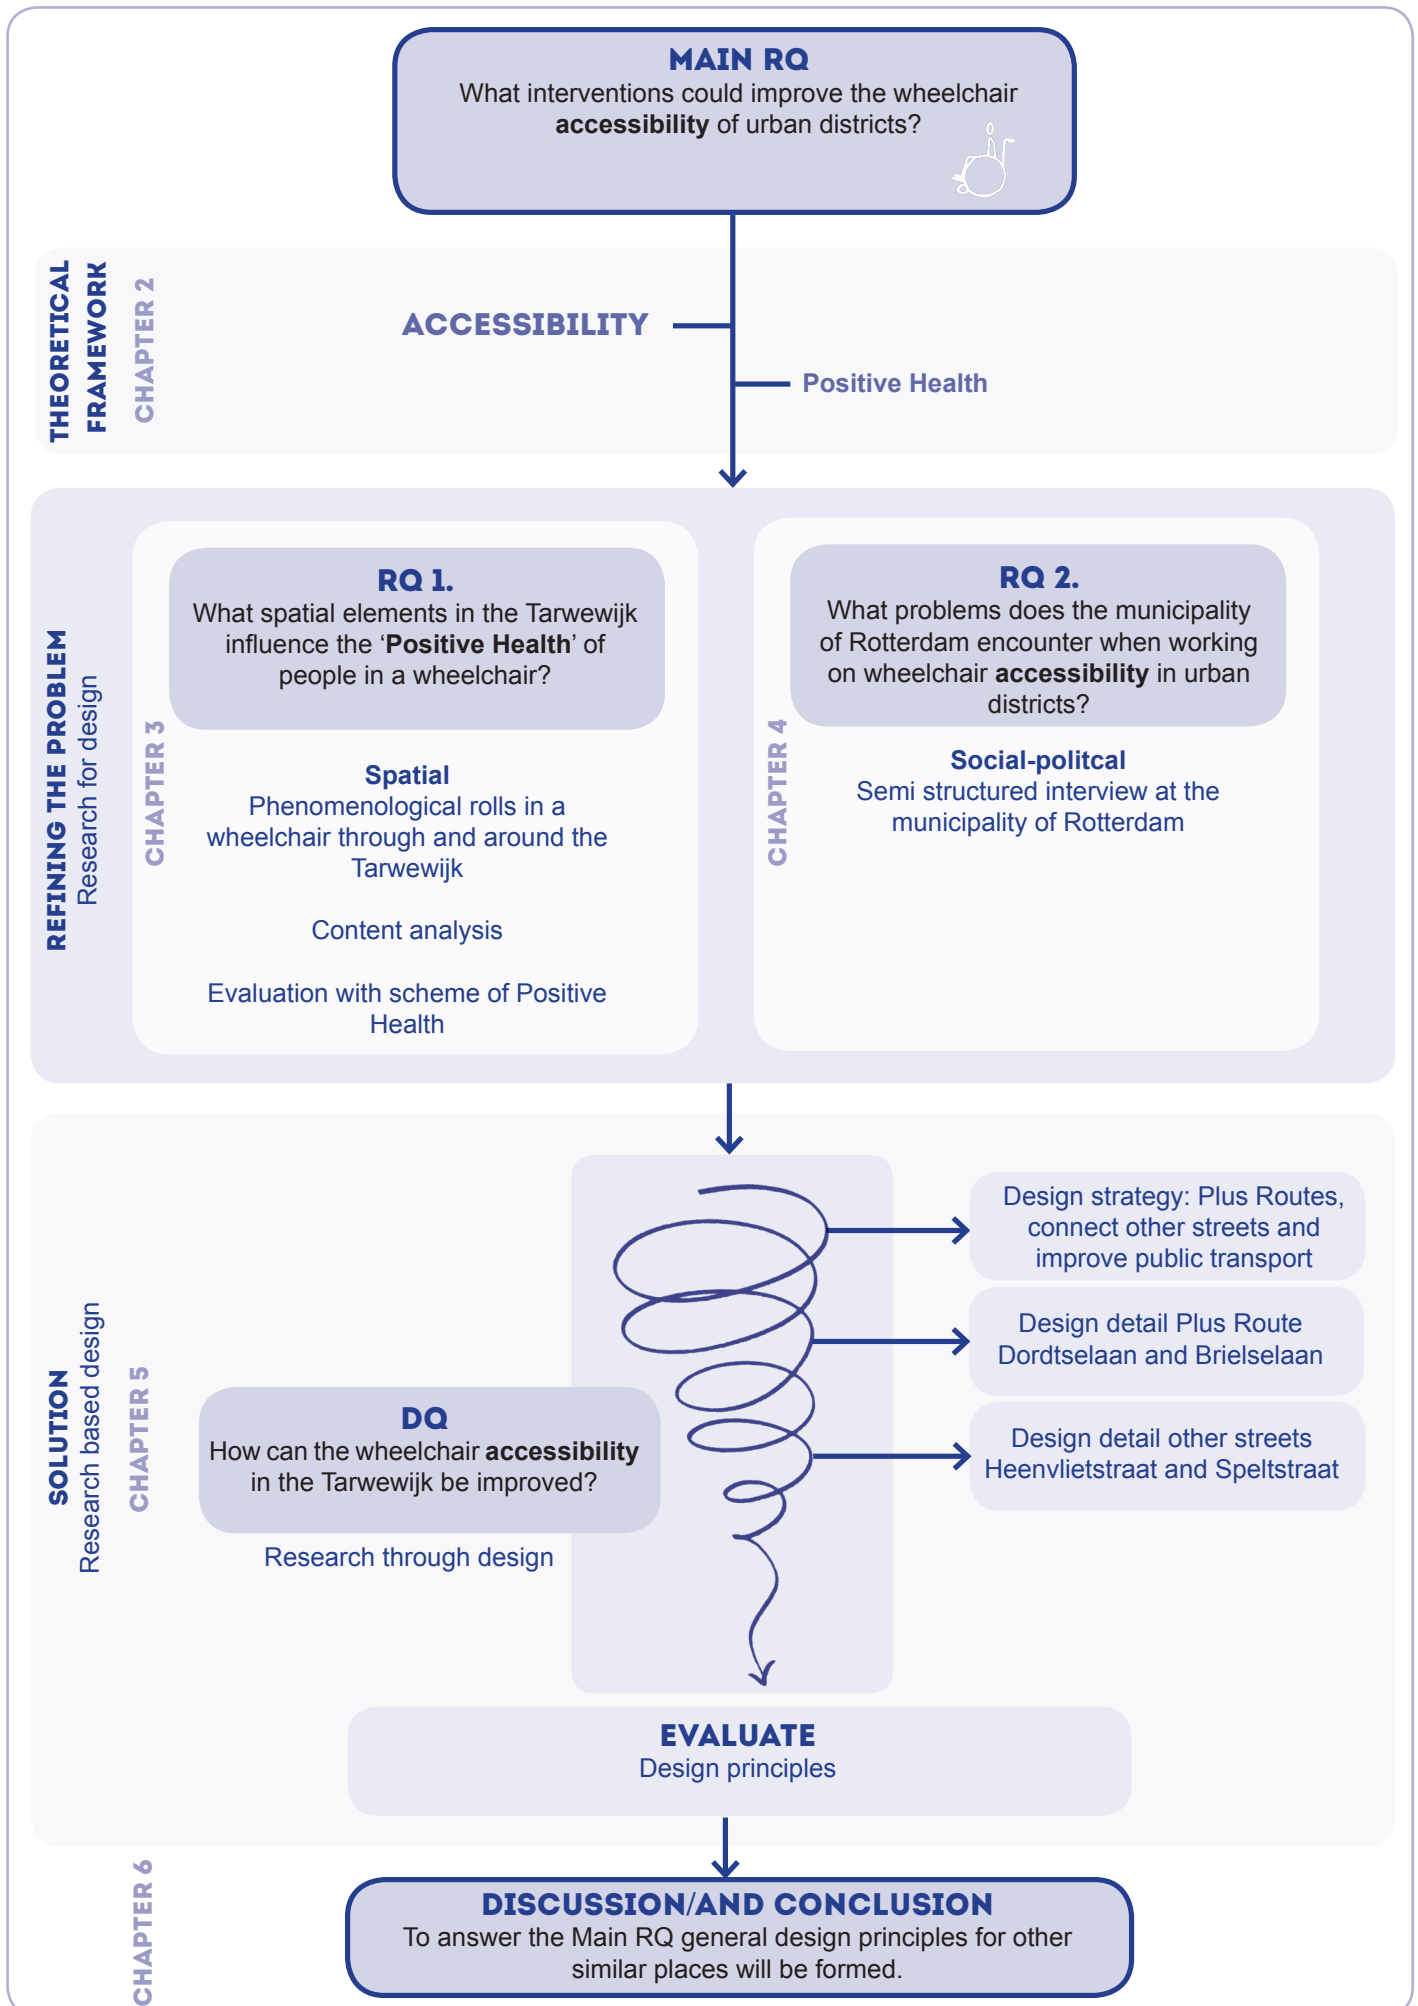 MAIN RQ
What interventions could improve the wheelchair
accessibility of urban districts?
THEORETICAL
FRAMEWORK
CHAPTER 2
ACCESSIBILITY
Positive Health
REFINING THE PROBLEM
Research for design
CHAPTER 3
RQ 1.
What spatial elements in the Tarwewijk
influence the ‘Positive Health’ of
people in a wheelchair?
Spatial
Phenomenological rolls in a
wheelchair through and around the
Tarwewijk
Content analysis
Evaluation with scheme of Positive
Health
CHAPTER 4
RQ 2.
What problems does the municipality
of Rotterdam encounter when working
on wheelchair accessibility in urban
districts?
Social-politcal
Semi structured interview at the
municipality of Rotterdam
SOLUTION
Research based design
CHAPTER 5
DQ
How can the wheelchair accessibility
in the Tarwewijk be improved?
Research through design
Design strategy: Plus Routes,
connect other streets and
improve public transport
Design detail Plus Route
Dordtselaan and Brielselaan
Design detail other streets
Heenvlietstraat and Speltstraat
EVALUATE
Design principles
CHAPTER 6
DISCUSSION/AND CONCLUSION
To answer the Main RQ general design principles for other
similar places will be formed.